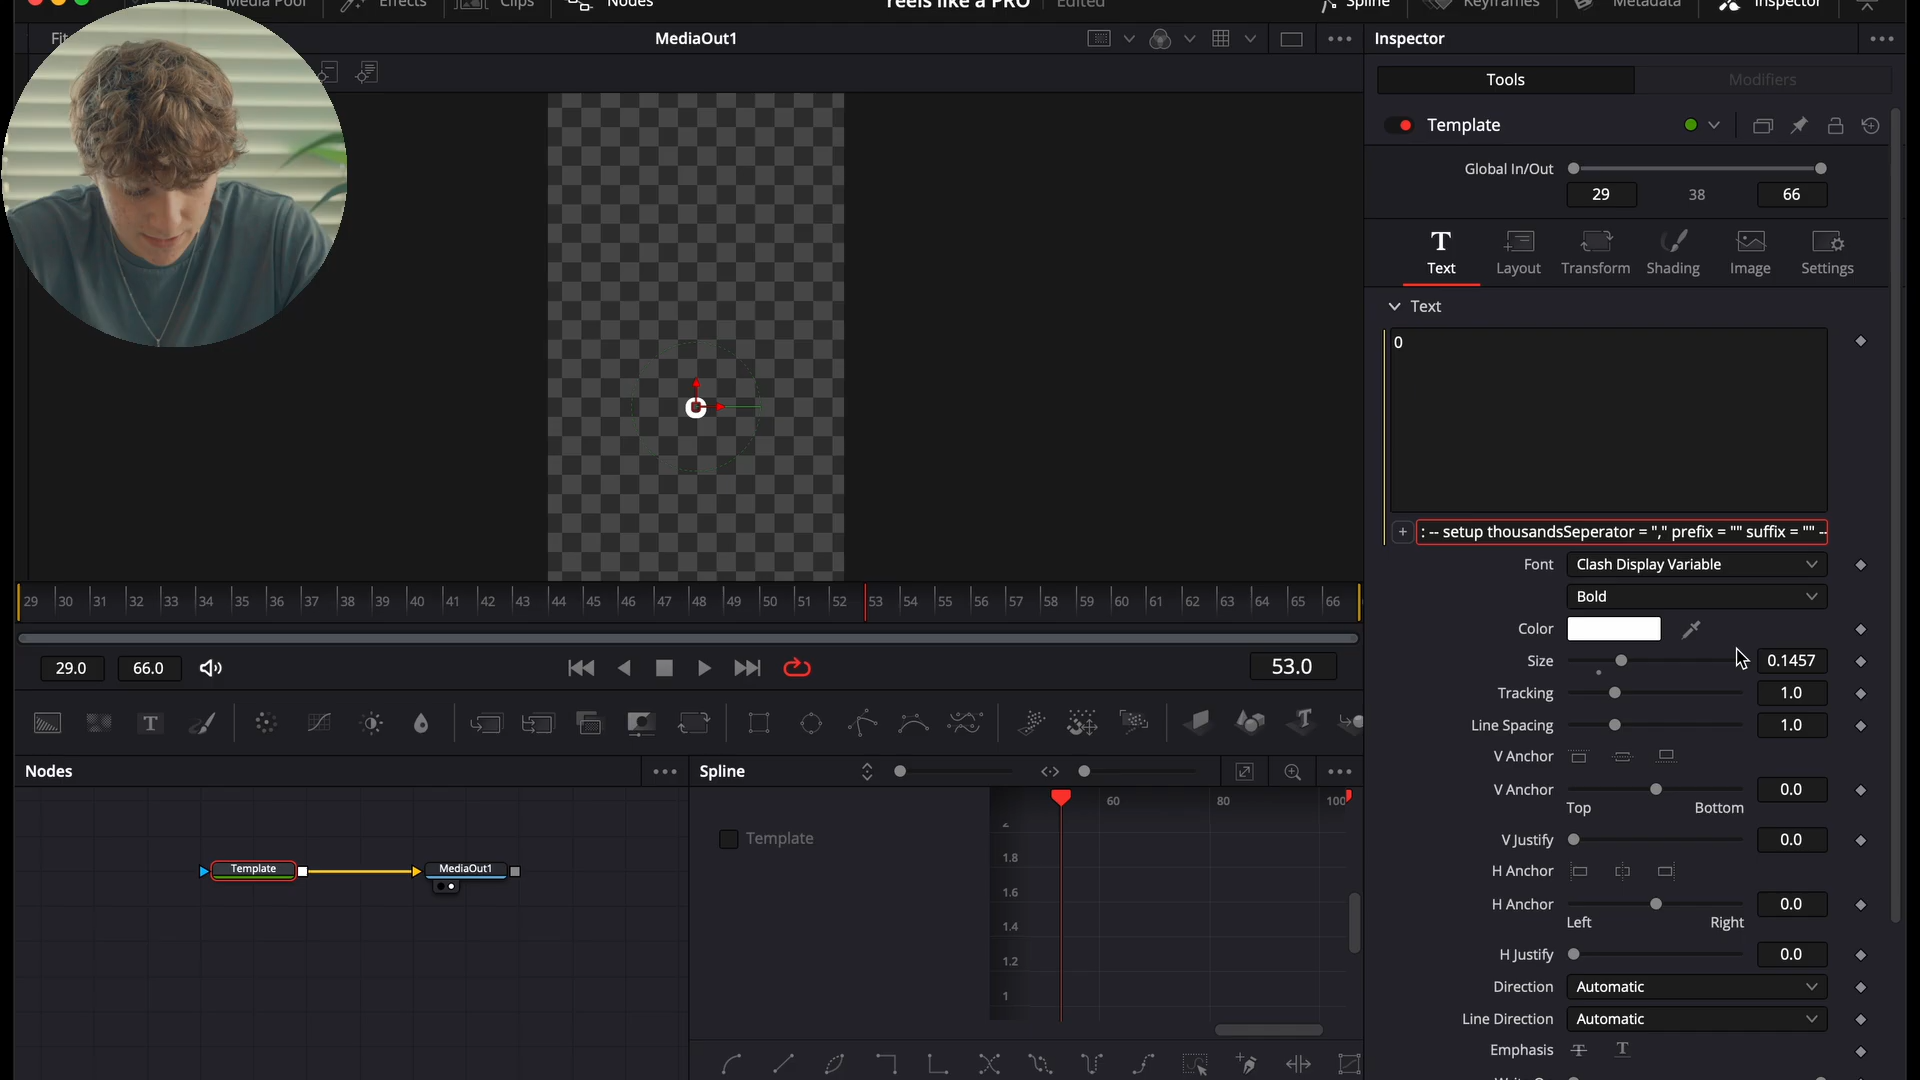 Media Pool
Effects
Clips
Nodes
reels like a PRO
Edited
Spline
Keyframes
Metadata
Inspector
Fit
MediaOut1
Inspector
Tools
Modifiers
Template
Global In/Out
29
38
66
Text
Layout
Transform
Shading
Image
Settings
Text
0
: -- setup thousandsSeperator = "," prefix = "" suffix = "" --
Font
Clash Display Variable
Bold
Color
Size
0.1457
Tracking
1.0
Line Spacing
1.0
V Anchor
V Anchor
0.0
Top
Bottom
V Justify
0.0
H Anchor
H Anchor
0.0
Left
Right
H Justify
0.0
Direction
Automatic
Line Direction
Automatic
Emphasis
29 30 31 32 33 34 35 36 37 38 39 40 41 42 43 44 45 46 47 48 49 50 51 52 53 54 55 56 57 58 59 60 61 62 63 64 65 66
29.0
66.0
53.0
Nodes
Template
MediaOut1
Spline
Template
60
80
100
1.8
1.6
1.4
1.2
1